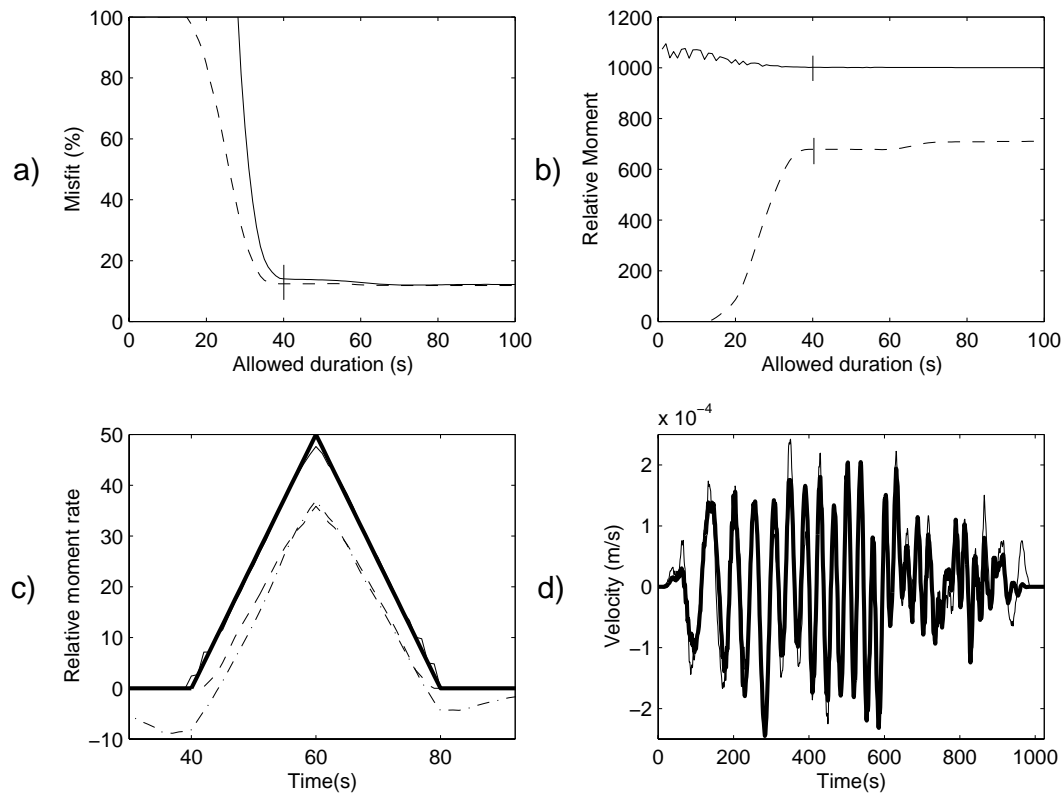 a)
Misfit (%)
100
80
60
40
20
0
0 20 40 60 80 100
Allowed duration (s)
b)
Relative Moment
1200
1000
800
600
400
200
0
0 20 40 60 80 100
Allowed duration (s)
c)
Relative moment rate
50
40
30
20
10
0
−10
40 60 80
Time(s)
d)
Velocity (m/s)
x 10−4
2
1
0
−1
−2
0 200 400 600 800 1000
Time(s)